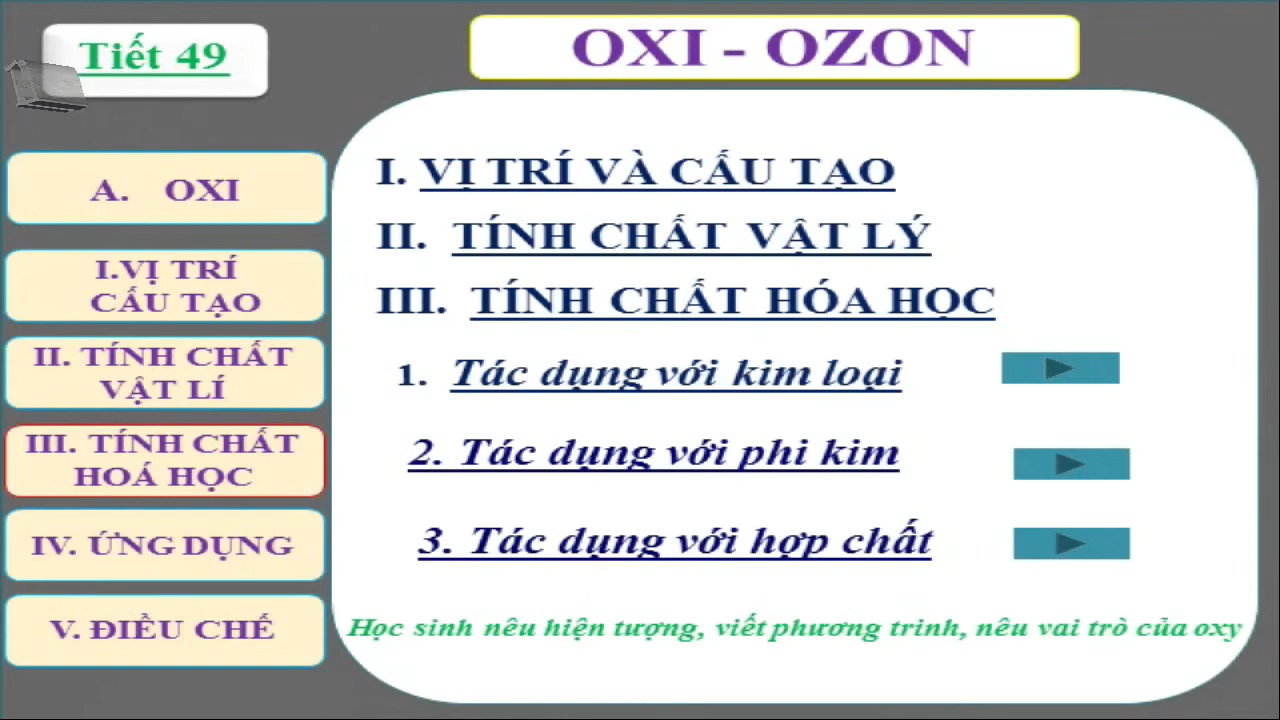 Tiết 49
OXI - OZON
A. OXI
I.VỊ TRÍ
CẤU TẠO
II. TÍNH CHẤT
VẬT LÍ
III. TÍNH CHẤT
HOÁ HỌC
IV. ỨNG DỤNG
V. ĐIỀU CHẾ
I. VỊ TRÍ VÀ CẤU TẠO
II. TÍNH CHẤT VẬT LÝ
III. TÍNH CHẤT HÓA HỌC
1. Tác dụng với kim loại
2. Tác dụng với phi kim
3. Tác dụng với hợp chất
Học sinh nêu hiện tượng, viết phương trinh, nêu vai trò của oxy